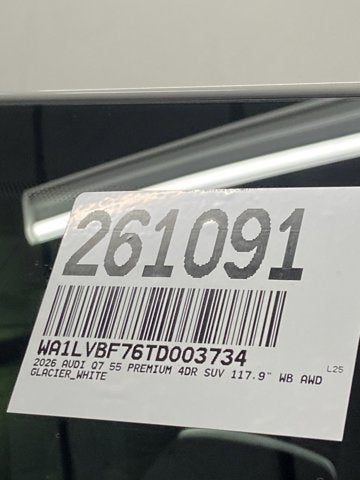 261091
WA1LVBF76TD003734
2026 AUDI Q7 55 PREMIUM 4DR SUV 117.9" WB AWD L25
GLACIER_WHITE